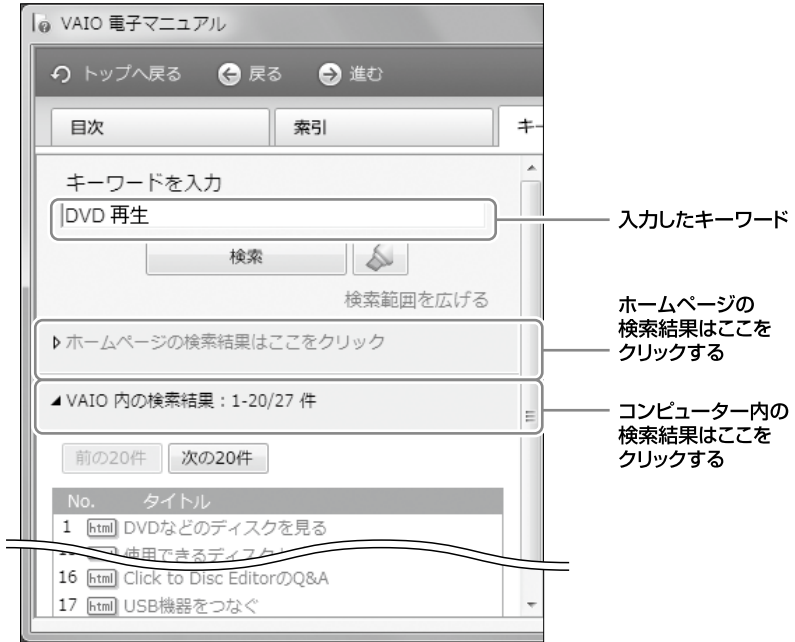 VAIO 電子マニュアル
トップへ戻る 戻る 進む
目次 索引 キー
キーワードを入力
DVD 再生
検索
検索範囲を広げる
ホームページの検索結果はここをクリック
VAIO 内の検索結果：1-20/27 件
前の20件 次の20件
No. タイトル
1 html DVDなどのディスクを見る
使用できるディスク
16 html Click to Disc EditorのQ&A
17 html USB機器をつなぐ
入力したキーワード
ホームページの
検索結果はここを
クリックする
コンピューター内の
検索結果はここを
クリックする